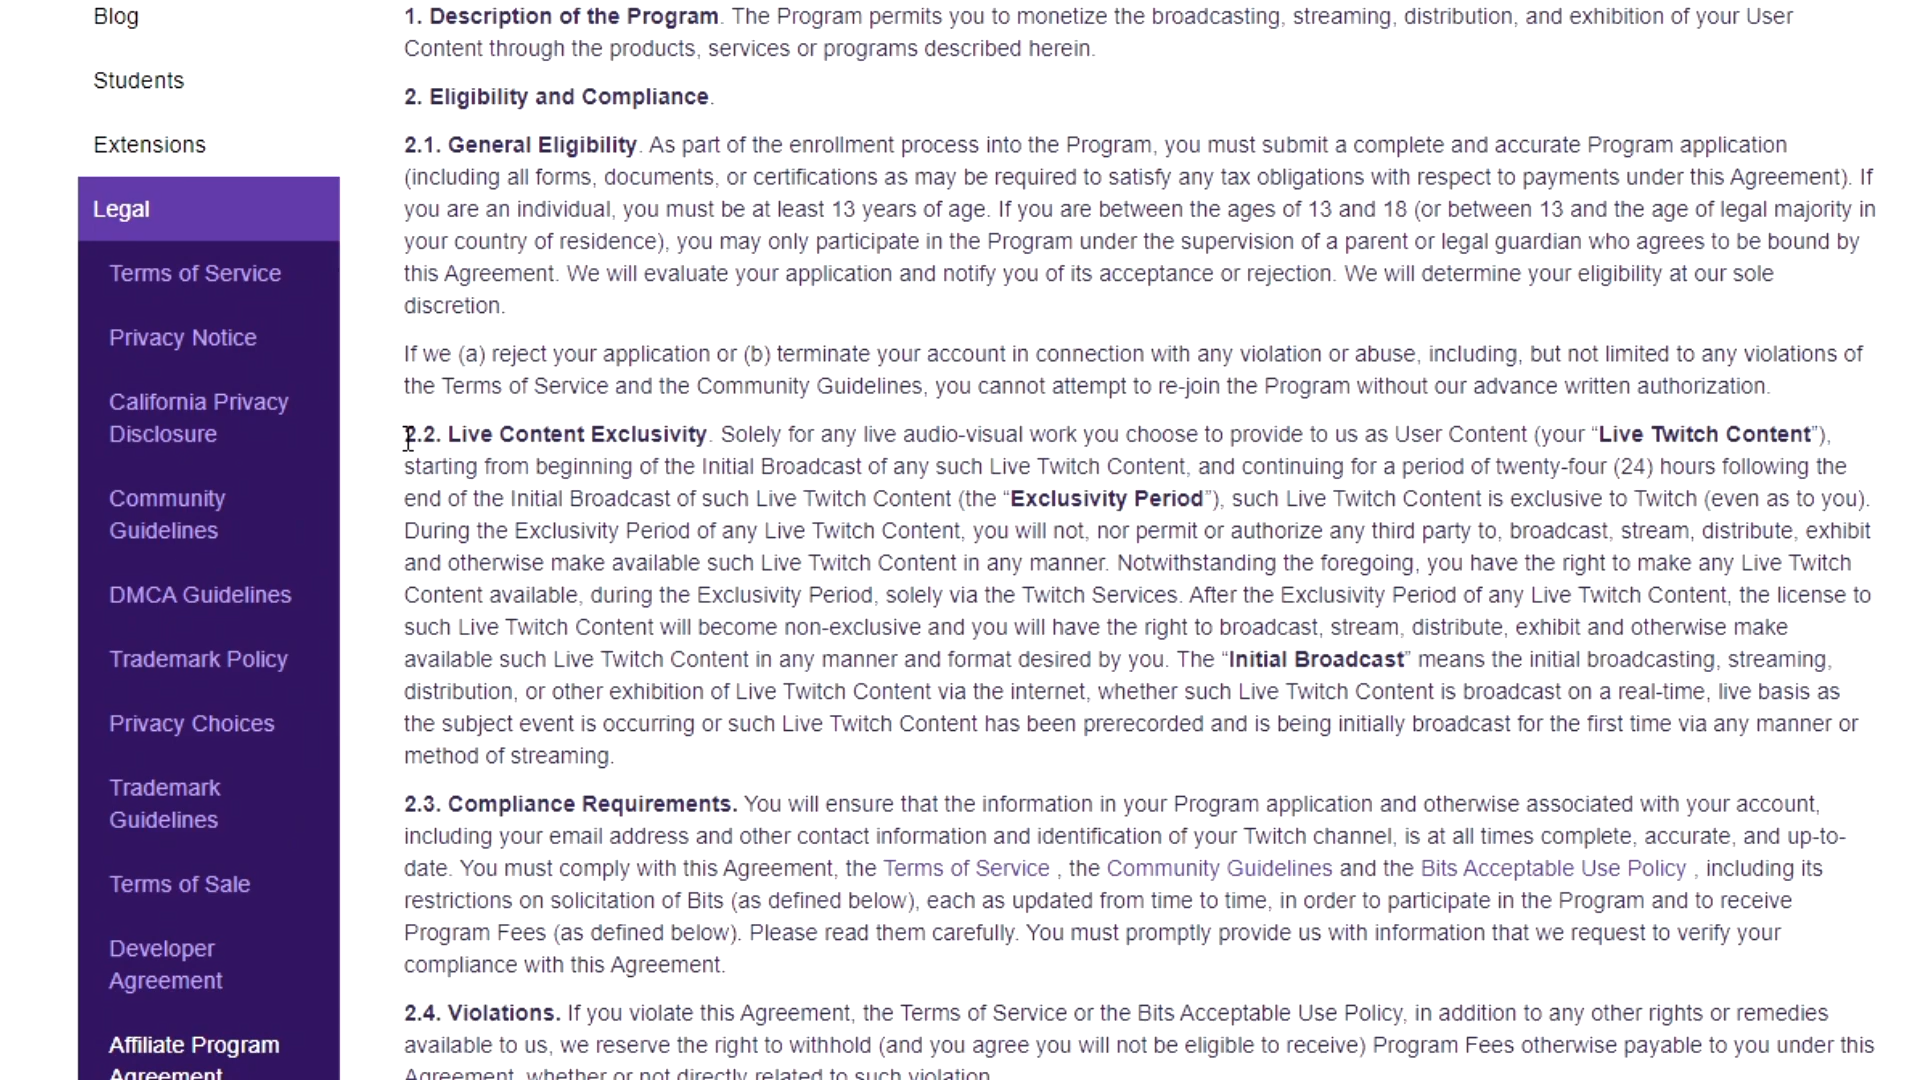 Blog
Students
Extensions
Legal
Terms of Service
Privacy Notice
California Privacy
Disclosure
Community
Guidelines
DMCA Guidelines
Trademark Policy
Privacy Choices
Trademark
Guidelines
Terms of Sale
Developer
Agreement
Affiliate Program
Agreement
1. Description of the Program. The Program permits you to monetize the broadcasting, streaming, distribution, and exhibition of your User
Content through the products, services or programs described herein.
2. Eligibility and Compliance.
2.1. General Eligibility. As part of the enrollment process into the Program, you must submit a complete and accurate Program application
(including all forms, documents, or certifications as may be required to satisfy any tax obligations with respect to payments under this Agreement). If
you are an individual, you must be at least 13 years of age. If you are between the ages of 13 and 18 (or between 13 and the age of legal majority in
your country of residence), you may only participate in the Program under the supervision of a parent or legal guardian who agrees to be bound by
this Agreement. We will evaluate your application and notify you of its acceptance or rejection. We will determine your eligibility at our sole
discretion.
If we (a) reject your application or (b) terminate your account in connection with any violation or abuse, including, but not limited to any violations of
the Terms of Service and the Community Guidelines, you cannot attempt to re-join the Program without our advance written authorization.
2.2. Live Content Exclusivity. Solely for any live audio-visual work you choose to provide to us as User Content (your “Live Twitch Content”),
starting from beginning of the Initial Broadcast of any such Live Twitch Content, and continuing for a period of twenty-four (24) hours following the
end of the Initial Broadcast of such Live Twitch Content (the “Exclusivity Period”), such Live Twitch Content is exclusive to Twitch (even as to you).
During the Exclusivity Period of any Live Twitch Content, you will not, nor permit or authorize any third party to, broadcast, stream, distribute, exhibit
and otherwise make available such Live Twitch Content in any manner. Notwithstanding the foregoing, you have the right to make any Live Twitch
Content available, during the Exclusivity Period, solely via the Twitch Services. After the Exclusivity Period of any Live Twitch Content, the license to
such Live Twitch Content will become non-exclusive and you will have the right to broadcast, stream, distribute, exhibit and otherwise make
available such Live Twitch Content in any manner and format desired by you. The “Initial Broadcast” means the initial broadcasting, streaming,
distribution, or other exhibition of Live Twitch Content via the internet, whether such Live Twitch Content is broadcast on a real-time, live basis as
the subject event is occurring or such Live Twitch Content has been prerecorded and is being initially broadcast for the first time via any manner or
method of streaming.
2.3. Compliance Requirements. You will ensure that the information in your Program application and otherwise associated with your account,
including your email address and other contact information and identification of your Twitch channel, is at all times complete, accurate, and up-to-
date. You must comply with this Agreement, the Terms of Service , the Community Guidelines and the Bits Acceptable Use Policy , including its
restrictions on solicitation of Bits (as defined below), each as updated from time to time, in order to participate in the Program and to receive
Program Fees (as defined below). Please read them carefully. You must promptly provide us with information that we request to verify your
compliance with this Agreement.
2.4. Violations. If you violate this Agreement, the Terms of Service or the Bits Acceptable Use Policy, in addition to any other rights or remedies
available to us, we reserve the right to withhold (and you agree you will not be eligible to receive) Program Fees otherwise payable to you under this
Agreement, whether or not directly related to such violation.